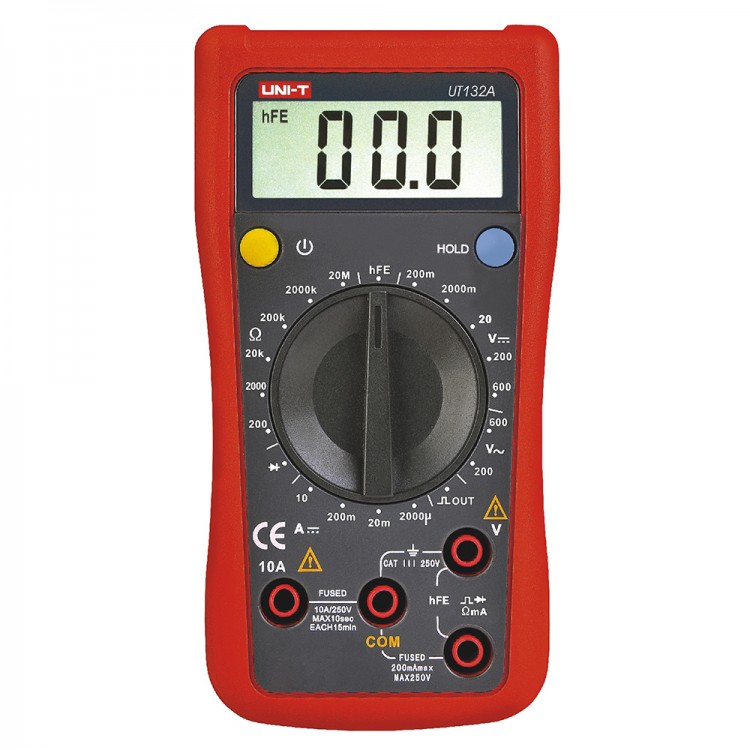 UNI-T
UT132A
hFE
00.0
HOLD
20M
hFE
200m
2000k
2000m
200k
20
Ω
V⎓
20k
200
2000
600
200
600
V~
10
200
200m
20m
2000μ
OUT
A⎓
CE
V
10A
CAT III 250V
FUSED
10A/250V
MAX10sec
EACH15min
hFE
ΩmA
COM
FUSED
200mAmax
MAX250V